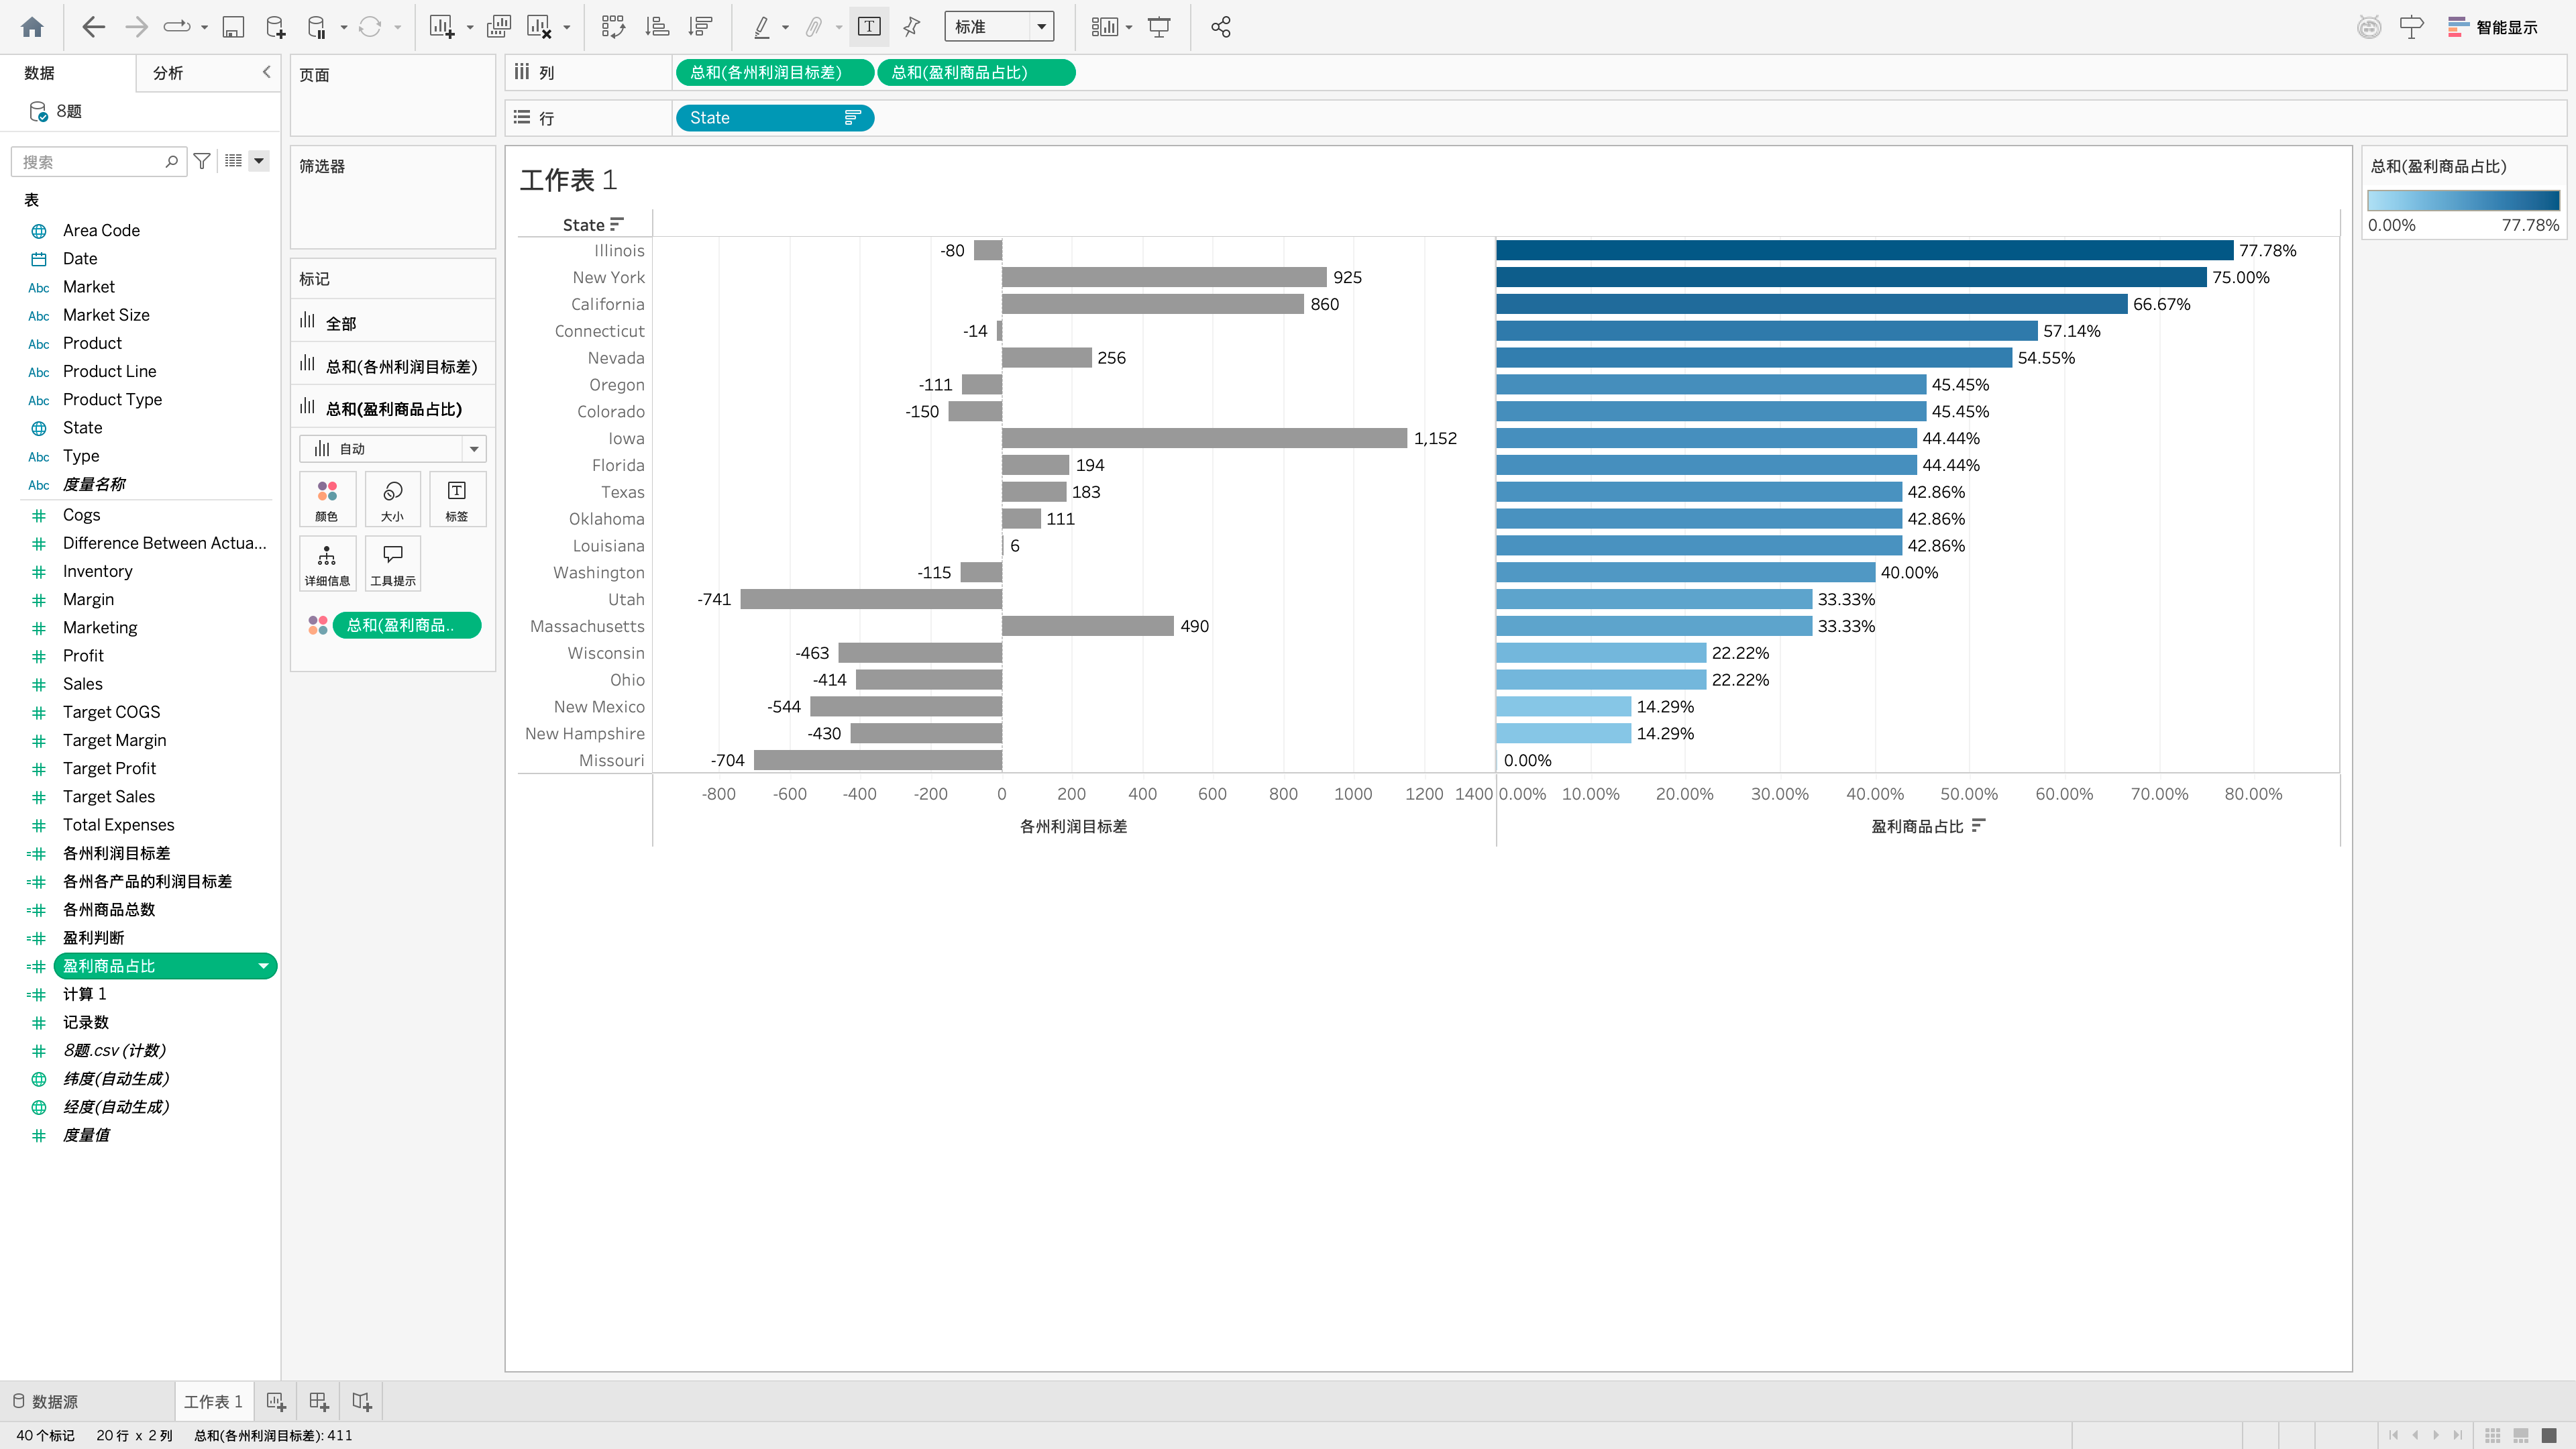 标准
智能显示
数据
分析
8题
搜索
表
Area Code
Date
Abc Market
Abc Market Size
Abc Product
Abc Product Line
Abc Product Type
State
Abc Type
Abc 度量名称
Cogs
Difference Between Actua...
Inventory
Margin
Marketing
Profit
Sales
Target COGS
Target Margin
Target Profit
Target Sales
Total Expenses
各州利润目标差
各州各产品的利润目标差
各州商品总数
盈利判断
盈利商品占比
计算 1
记录数
8题.csv (计数)
纬度(自动生成)
经度(自动生成)
度量值
页面
筛选器
标记
全部
总和(各州利润目标差)
总和(盈利商品占比)
自动
颜色
大小
标签
详细信息
工具提示
总和(盈利商品..
列
总和(各州利润目标差)
总和(盈利商品占比)
行
State
工作表 1
State
Illinois -80 77.78%
New York 925 75.00%
California 860 66.67%
Connecticut -14 57.14%
Nevada 256 54.55%
Oregon -111 45.45%
Colorado -150 45.45%
Iowa 1,152 44.44%
Florida 194 44.44%
Texas 183 42.86%
Oklahoma 111 42.86%
Louisiana 6 42.86%
Washington -115 40.00%
Utah -741 33.33%
Massachusetts 490 33.33%
Wisconsin -463 22.22%
Ohio -414 22.22%
New Mexico -544 14.29%
New Hampshire -430 14.29%
Missouri -704 0.00%
-800 -600 -400 -200 0 200 400 600 800 1000 1200 1400 0.00% 10.00% 20.00% 30.00% 40.00% 50.00% 60.00% 70.00% 80.00%
各州利润目标差
盈利商品占比
总和(盈利商品占比)
0.00% 77.78%
数据源
工作表 1
40 个标记 20 行 x 2 列 总和(各州利润目标差): 411